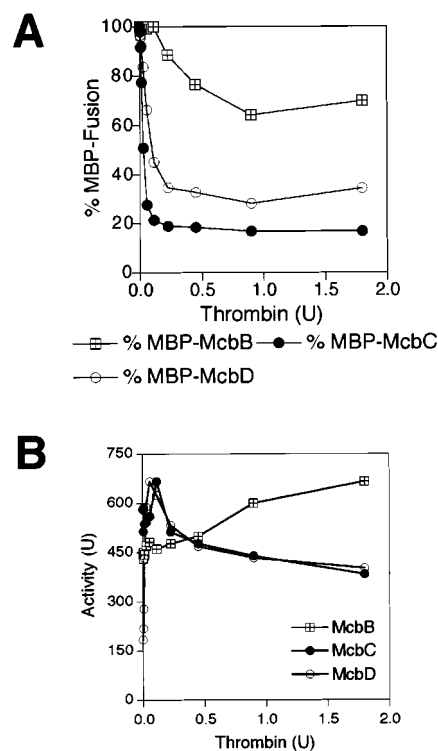 A
% MBP-Fusion
100
80
60
40
20
0
0.0 0.5 1.0 1.5 2.0
Thrombin (U)
% MBP-McbB % MBP-McbC
% MBP-McbD
B
Activity (U)
750
600
450
300
150
0
McbB
McbC
McbD
0.0 0.5 1.0 1.5 2.0
Thrombin (U)